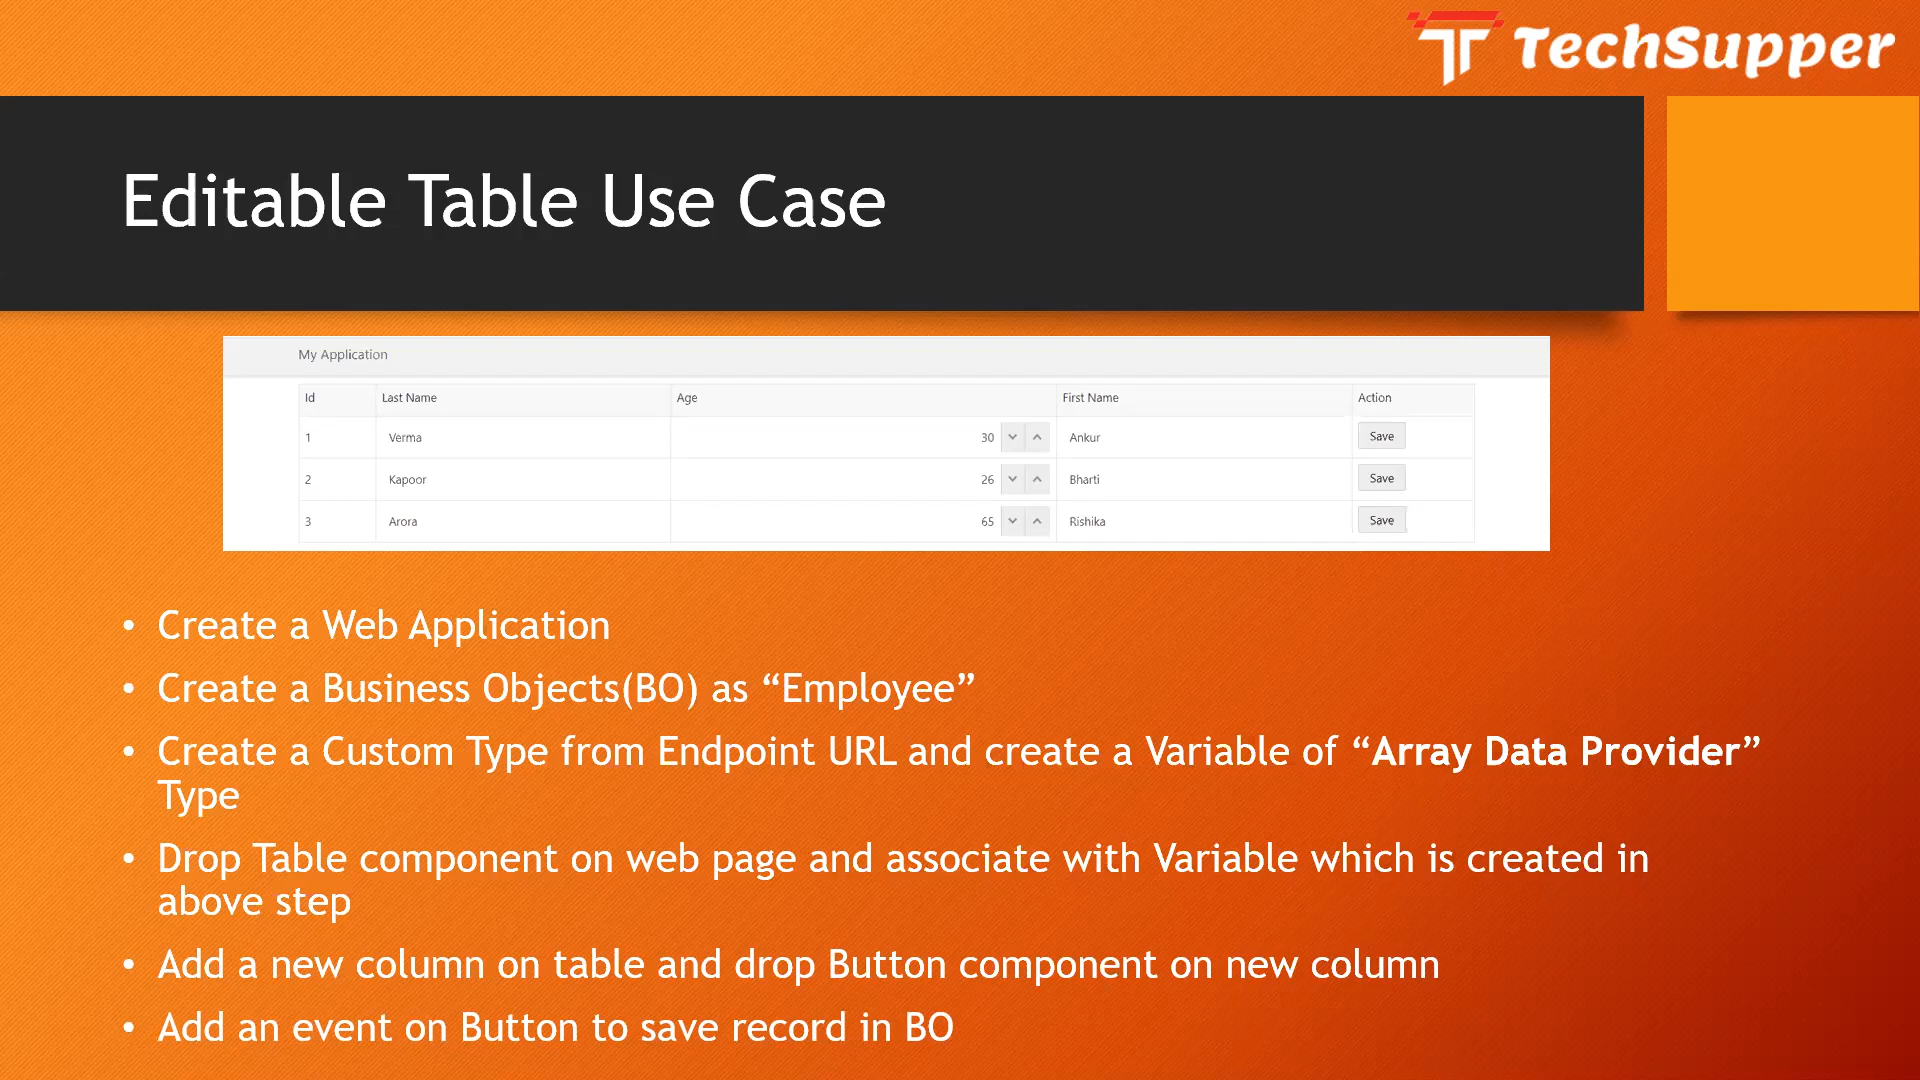 TechSupper
Editable Table Use Case
My Application
Id Last Name Age First Name Action
1 Verma 30 Ankur Save
2 Kapoor 26 Bharti Save
3 Arora 65 Rishika Save
• Create a Web Application
• Create a Business Objects(BO) as “Employee”
• Create a Custom Type from Endpoint URL and create a Variable of “Array Data Provider”
Type
• Drop Table component on web page and associate with Variable which is created in
above step
• Add a new column on table and drop Button component on new column
• Add an event on Button to save record in BO